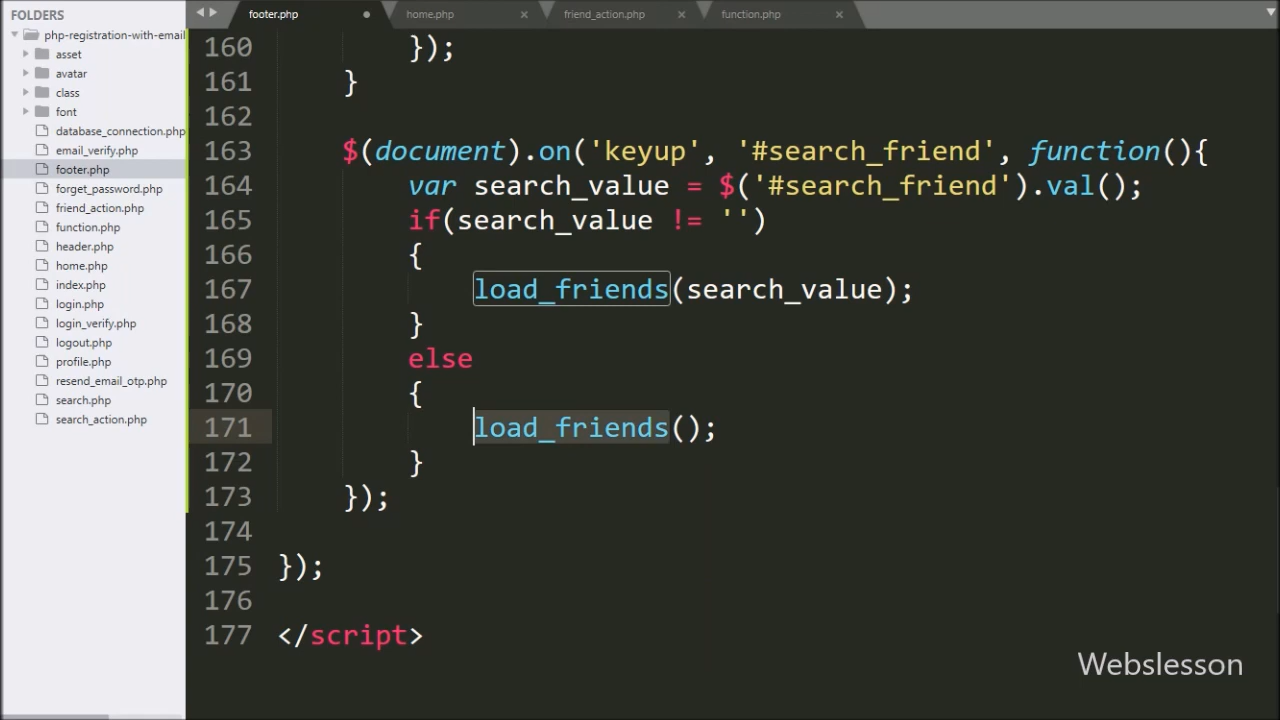 FOLDERS
php-registration-with-email
asset
avatar
class
font
database_connection.php
email_verify.php
footer.php
forget_password.php
friend_action.php
function.php
header.php
home.php
index.php
login.php
login_verify.php
logout.php
profile.php
resend_email_otp.php
search.php
search_action.php
footer.php home.php friend_action.php function.php
160 });
161 }
162
163 $(document).on('keyup', '#search_friend', function(){
164 var search_value = $('#search_friend').val();
165 if(search_value != '')
166 {
167 load_friends(search_value);
168 }
169 else
170 {
171 load_friends();
172 }
173 });
174
175 });
176
177 </script>
Webslesson